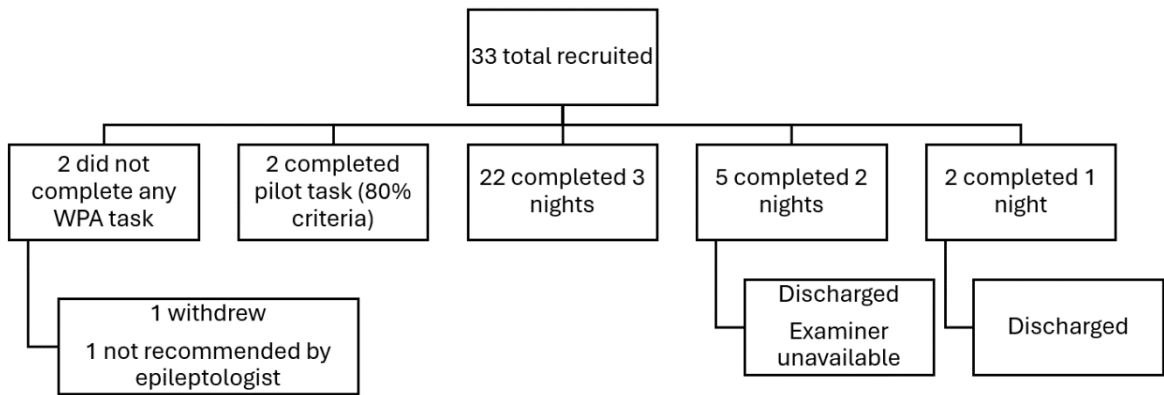 33 total recruited
2 did not
complete any
WPA task
2 completed
pilot task (80%
criteria)
22 completed 3
nights
5 completed 2
nights
2 completed 1
night
1 withdrew
1 not recommended by
epileptologist
Discharged
Examiner
unavailable
Discharged